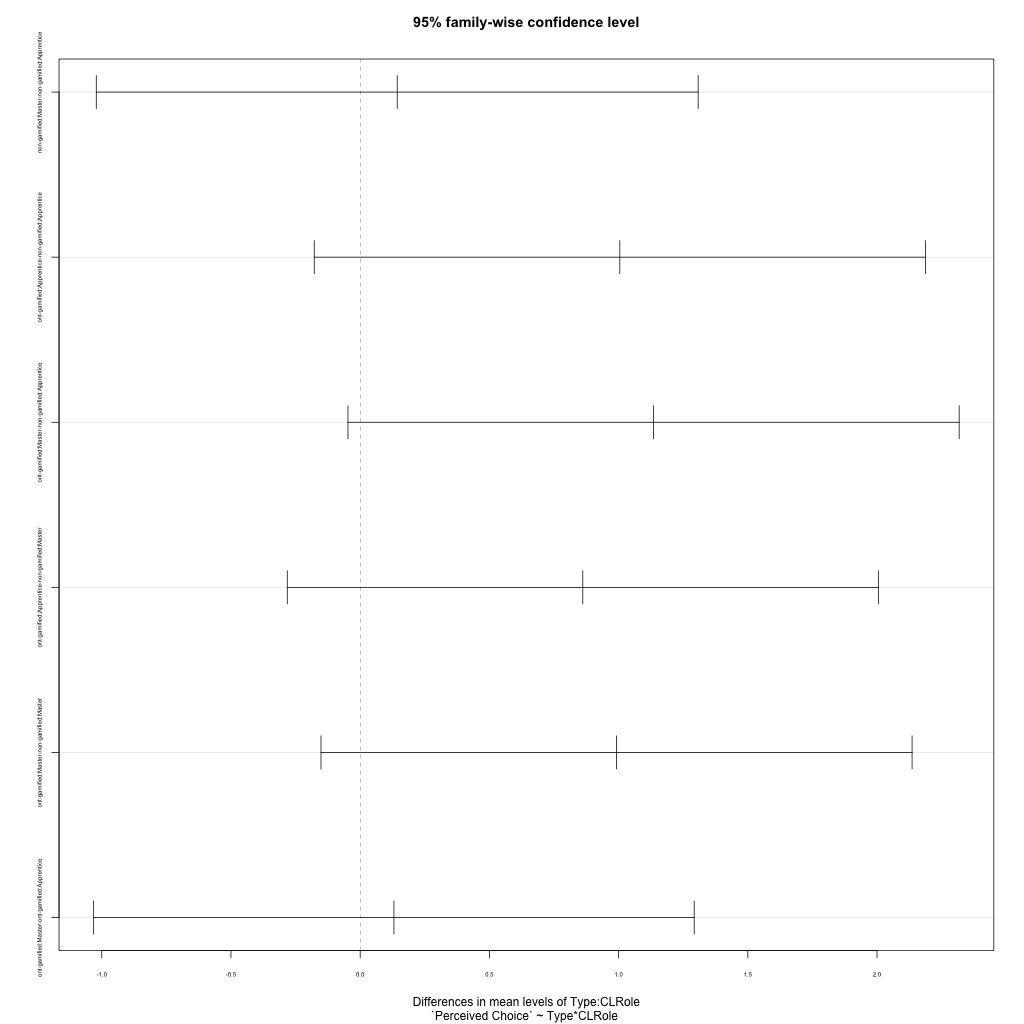 95% family-wise confidence level
non-gamified:Master-non-gamified:Apprentice
ont-gamified:Apprentice-non-gamified:Apprentice
ont-gamified:Master-non-gamified:Apprentice
ont-gamified:Apprentice-non-gamified:Master
ont-gamified:Master-non-gamified:Master
ont-gamified:Master-ont-gamified:Apprentice
-1.0 -0.5 0.0 0.5 1.0 1.5 2.0
Differences in mean levels of Type:CLRole
`Perceived Choice` ~ Type*CLRole